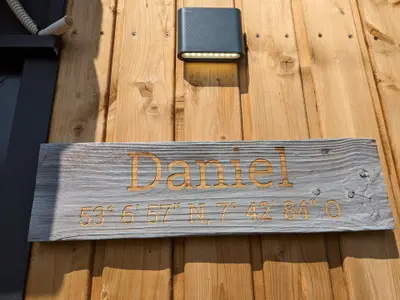 Daniel
53° 6' 57" N, 7° 42' 84" O